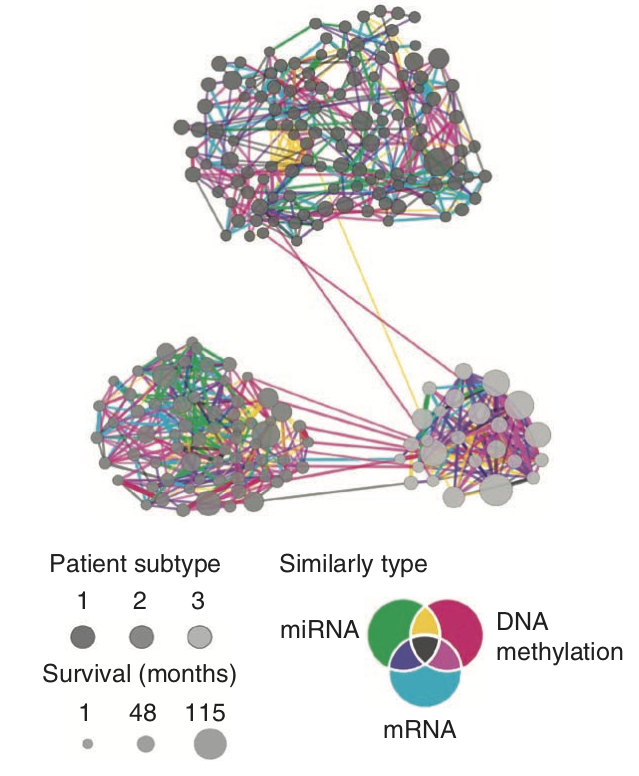 Patient subtype
1 2 3
Survival (months)
1 48 115
Similarly type
miRNA
DNA
methylation
mRNA